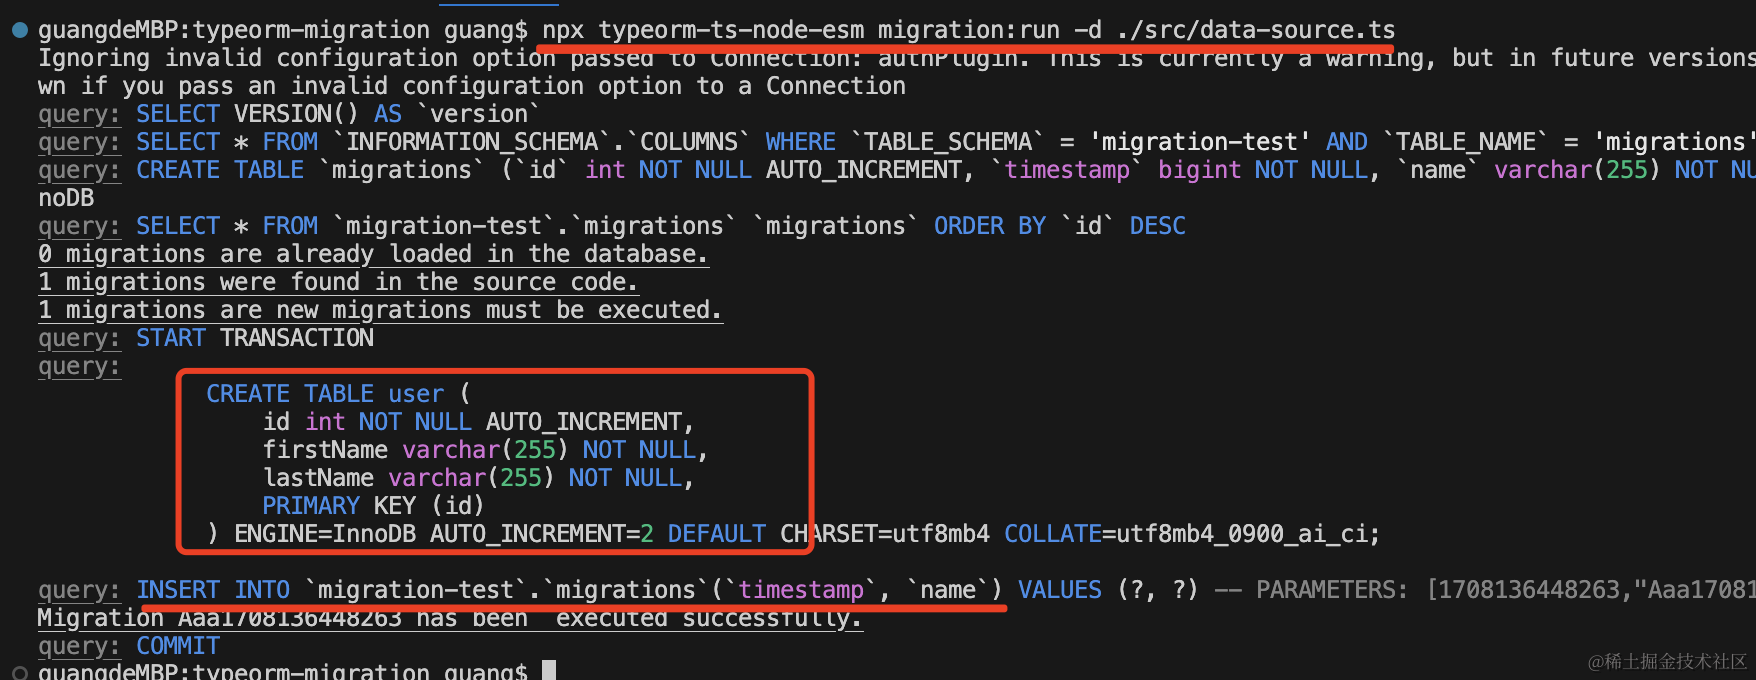 guangdeMBP:typeorm-migration guang$ npx typeorm-ts-node-esm migration:run -d ./src/data-source.ts
Ignoring invalid configuration option passed to Connection: authPlugin. This is currently a warning, but in future versions
wn if you pass an invalid configuration option to a Connection
query: SELECT VERSION() AS `version`
query: SELECT * FROM `INFORMATION_SCHEMA`.`COLUMNS` WHERE `TABLE_SCHEMA` = 'migration-test' AND `TABLE_NAME` = 'migrations'
query: CREATE TABLE `migrations` (`id` int NOT NULL AUTO_INCREMENT, `timestamp` bigint NOT NULL, `name` varchar(255) NOT NU
noDB
query: SELECT * FROM `migration-test`.`migrations` `migrations` ORDER BY `id` DESC
0 migrations are already loaded in the database.
1 migrations were found in the source code.
1 migrations are new migrations must be executed.
query: START TRANSACTION
query:
CREATE TABLE user (
id int NOT NULL AUTO_INCREMENT,
firstName varchar(255) NOT NULL,
lastName varchar(255) NOT NULL,
PRIMARY KEY (id)
) ENGINE=InnoDB AUTO_INCREMENT=2 DEFAULT CHARSET=utf8mb4 COLLATE=utf8mb4_0900_ai_ci;
query: INSERT INTO `migration-test`.`migrations`(`timestamp`, `name`) VALUES (?, ?) -- PARAMETERS: [1708136448263,"Aaa17081
Migration Aaa1708136448263 has been  executed successfully.
query: COMMIT
guangdeMBP:typeorm-migration guang$
@稀土掘金技术社区